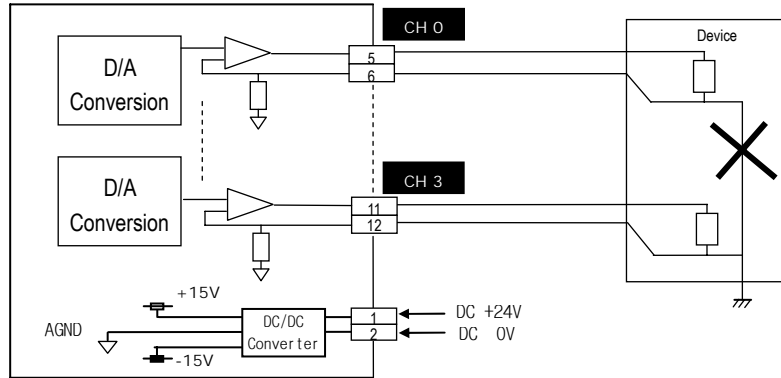 CH 0
Device
D/A
Conversion
5
6
D/A
Conversion
CH 3
11
12
+15V
AGND
-15V
DC/DC
Converter
1
2
DC +24V
DC 0V